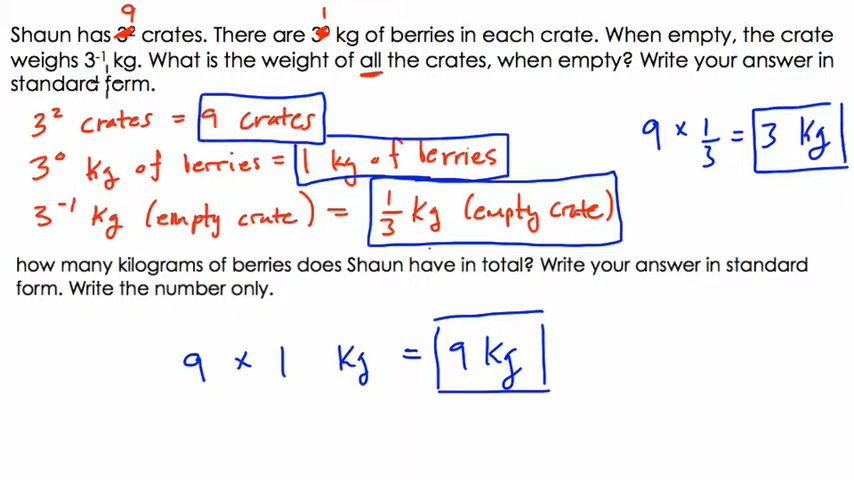 9 1
Shaun has 3² crates. There are 3⁰ kg of berries in each crate. When empty, the crate
weighs 3⁻¹ kg. What is the weight of all the crates, when empty? Write your answer in
standard form.
3² crates = 9 crates
9 × 1/3 = 3 Kg
3⁰ kg of berries = 1 kg of berries
3⁻¹ Kg (empty crate) = 1/3 Kg (empty crate)
how many kilograms of berries does Shaun have in total? Write your answer in standard
form. Write the number only.
9 × 1 Kg = 9 Kg